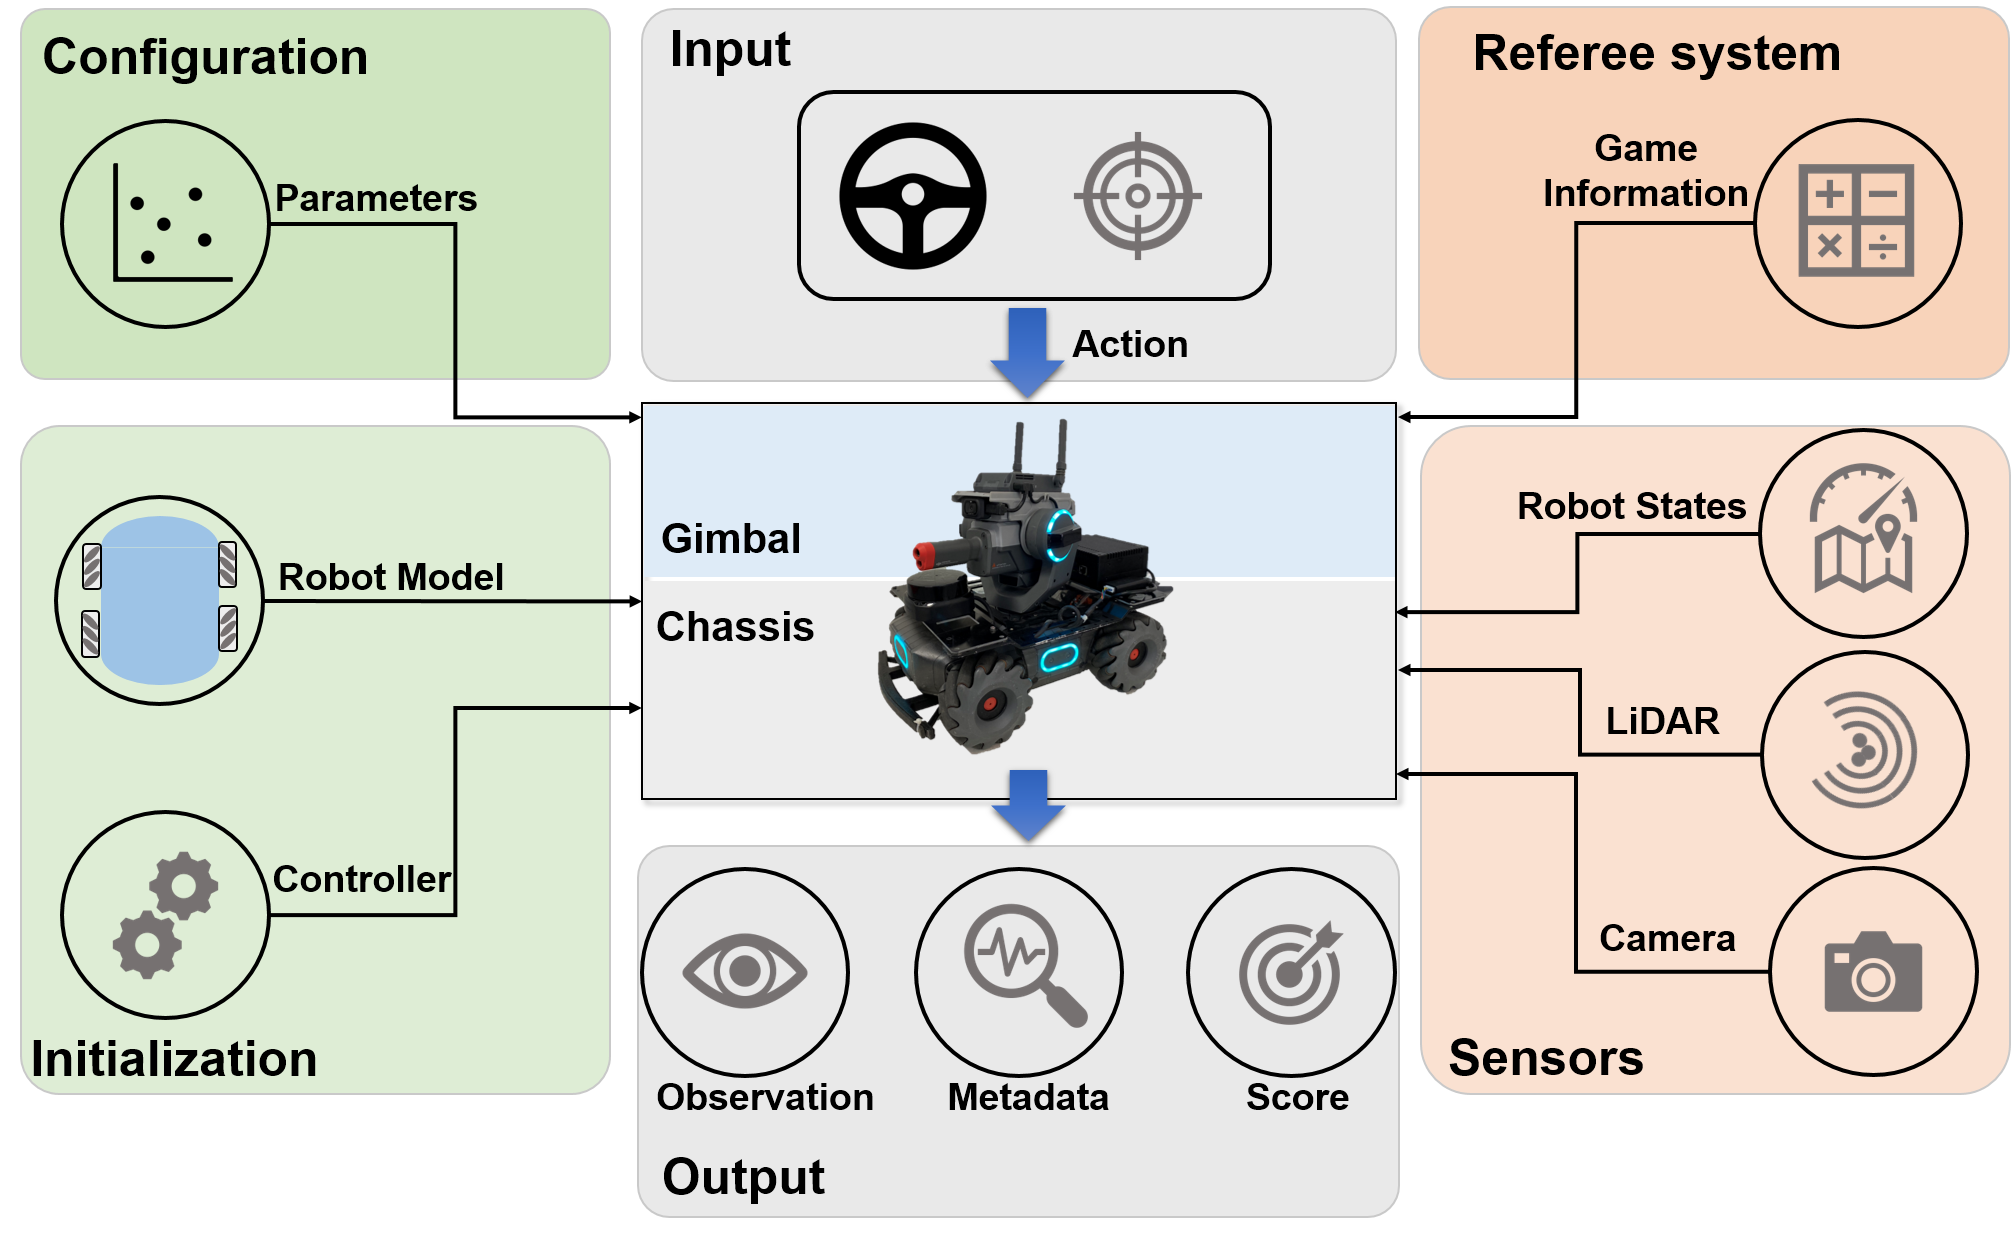 Configuration
Parameters
Input
Action
Referee system
Game
Information
Gimbal
Chassis
Robot Model
Controller
Initialization
Robot States
LiDAR
Camera
Sensors
Observation
Metadata
Score
Output